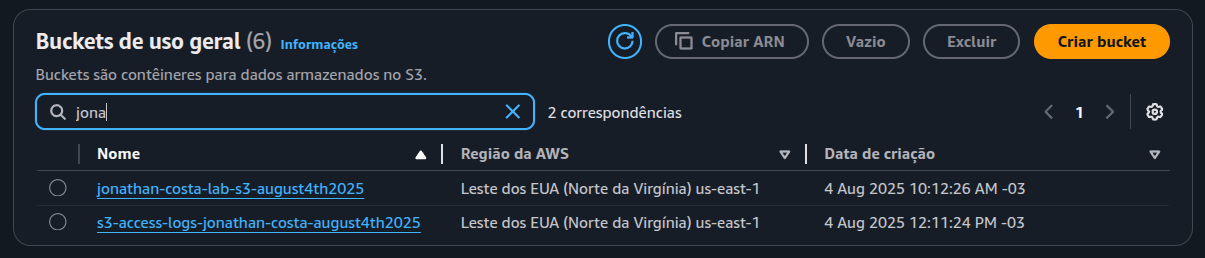 Buckets de uso geral (6) Informações
Copiar ARN
Vazio
Excluir
Criar bucket
Buckets são contêineres para dados armazenados no S3.
jona
2 correspondências
1
Nome Região da AWS Data de criação
jonathan-costa-lab-s3-august4th2025 Leste dos EUA (Norte da Virgínia) us-east-1 4 Aug 2025 10:12:26 AM -03
s3-access-logs-jonathan-costa-august4th2025 Leste dos EUA (Norte da Virgínia) us-east-1 4 Aug 2025 12:11:24 PM -03